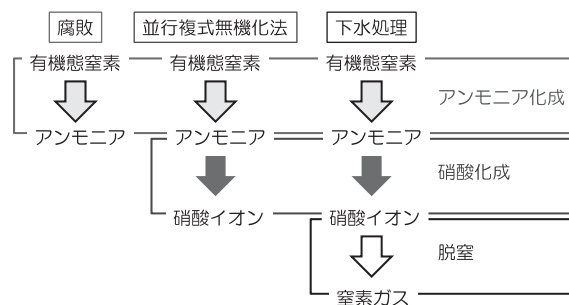 腐敗
並行複式無機化法
下水処理
有機態窒素
有機態窒素
有機態窒素
アンモニア化成
アンモニア
アンモニア
アンモニア
硝酸化成
硝酸イオン
硝酸イオン
脱窒
窒素ガス